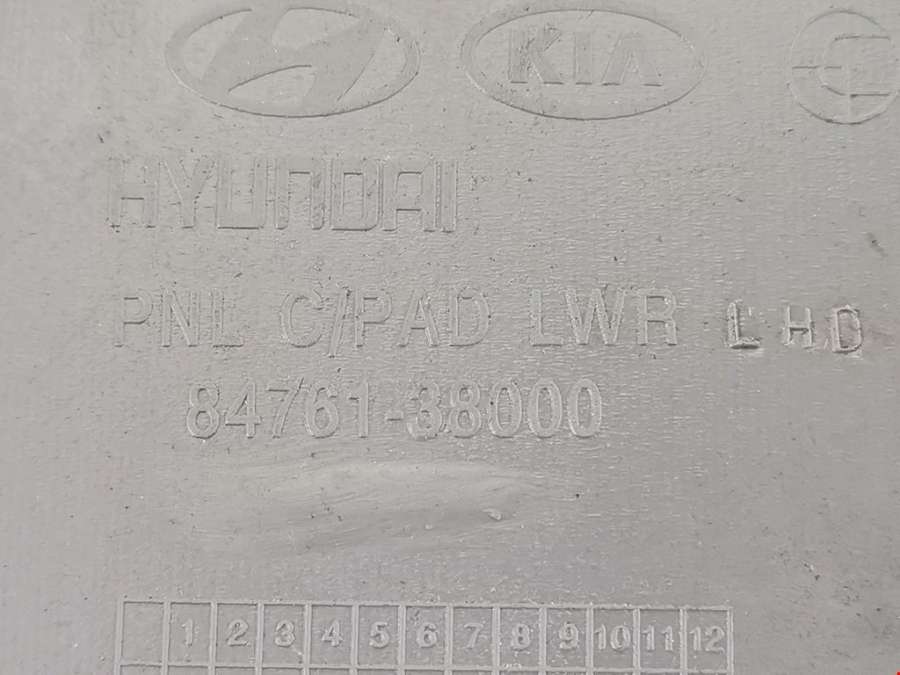 KIA
HYUNDAI
PNL C/PAD LWR LHD
84761-38000
1 2 3 4 5 6 7 8 9 10 11 12